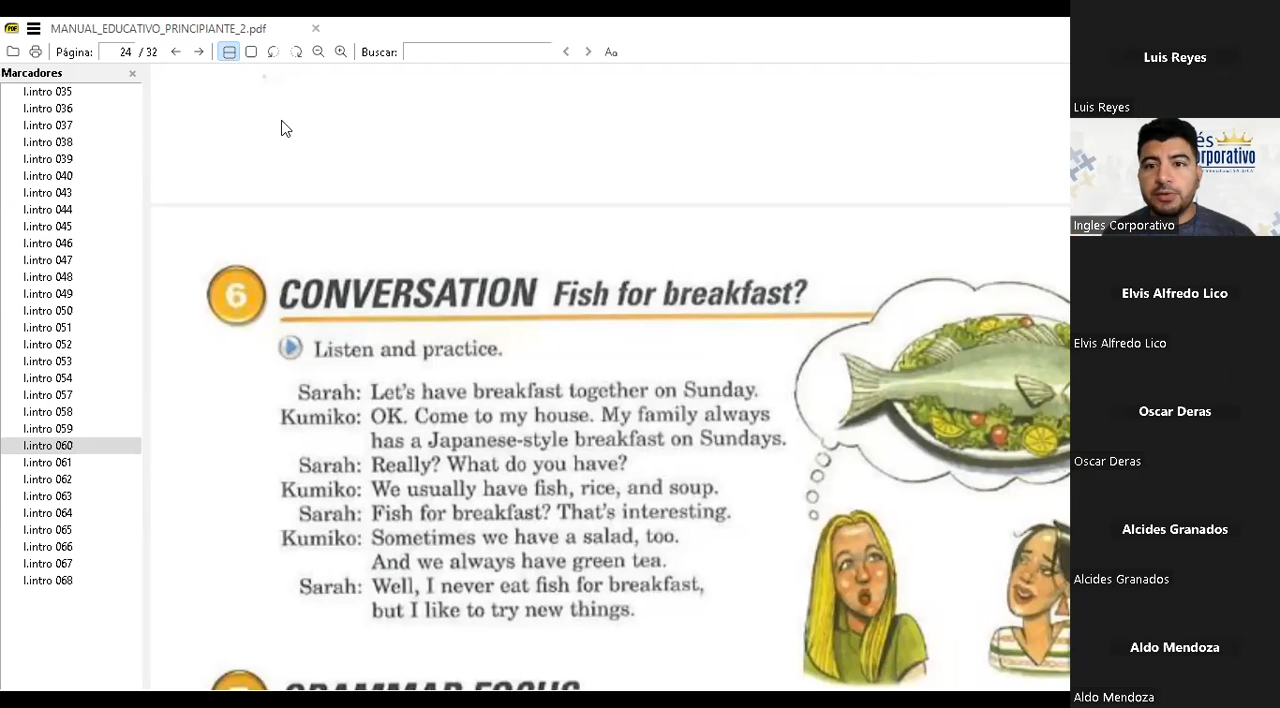 MANUAL_EDUCATIVO_PRINCIPIANTE_2.pdf
Página: 24 / 32 Buscar:
Marcadores
I.intro 035
I.intro 036
I.intro 037
I.intro 038
I.intro 039
I.intro 040
I.intro 043
I.intro 044
I.intro 045
I.intro 046
I.intro 047
I.intro 048
I.intro 049
I.intro 050
I.intro 051
I.intro 052
I.intro 053
I.intro 054
I.intro 057
I.intro 058
I.intro 059
I.intro 060
I.intro 061
I.intro 062
I.intro 063
I.intro 064
I.intro 065
I.intro 066
I.intro 067
I.intro 068
6 CONVERSATION Fish for breakfast?
Listen and practice.
Sarah: Let's have breakfast together on Sunday.
Kumiko: OK. Come to my house. My family always
has a Japanese-style breakfast on Sundays.
Sarah: Really? What do you have?
Kumiko: We usually have fish, rice, and soup.
Sarah: Fish for breakfast? That's interesting.
Kumiko: Sometimes we have a salad, too.
And we always have green tea.
Sarah: Well, I never eat fish for breakfast,
but I like to try new things.
GRAMMAR FOCUS
Luis Reyes
Luis Reyes
és
orporativo
Ingles Corporativo
Elvis Alfredo Lico
Elvis Alfredo Lico
Oscar Deras
Oscar Deras
Alcides Granados
Alcides Granados
Aldo Mendoza
Aldo Mendoza